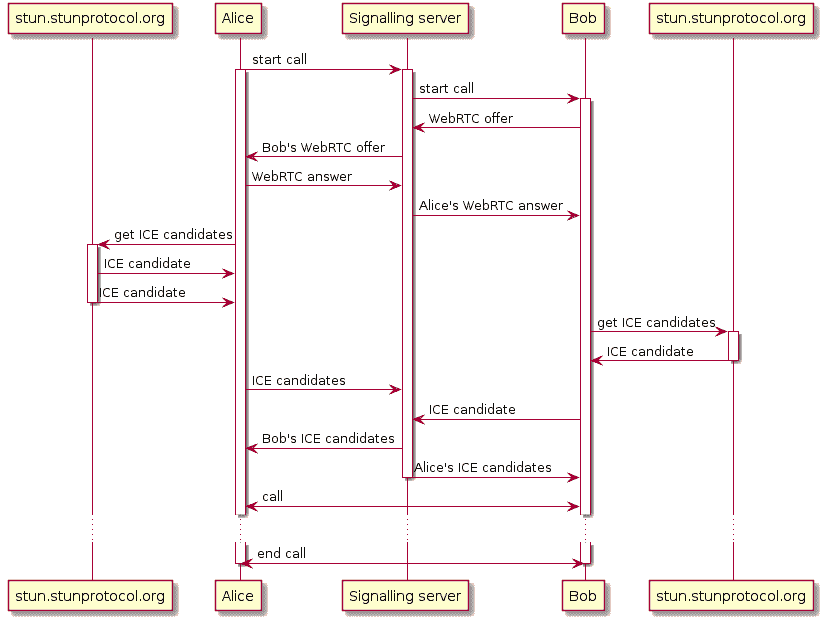 stun.stunprotocol.org
Alice
Signalling server
Bob
stun.stunprotocol.org
start call
start call
WebRTC offer
Bob's WebRTC offer
WebRTC answer
Alice's WebRTC answer
get ICE candidates
ICE candidate
ICE candidate
get ICE candidates
ICE candidate
ICE candidates
ICE candidate
Bob's ICE candidates
Alice's ICE candidates
call
end call
stun.stunprotocol.org
Alice
Signalling server
Bob
stun.stunprotocol.org